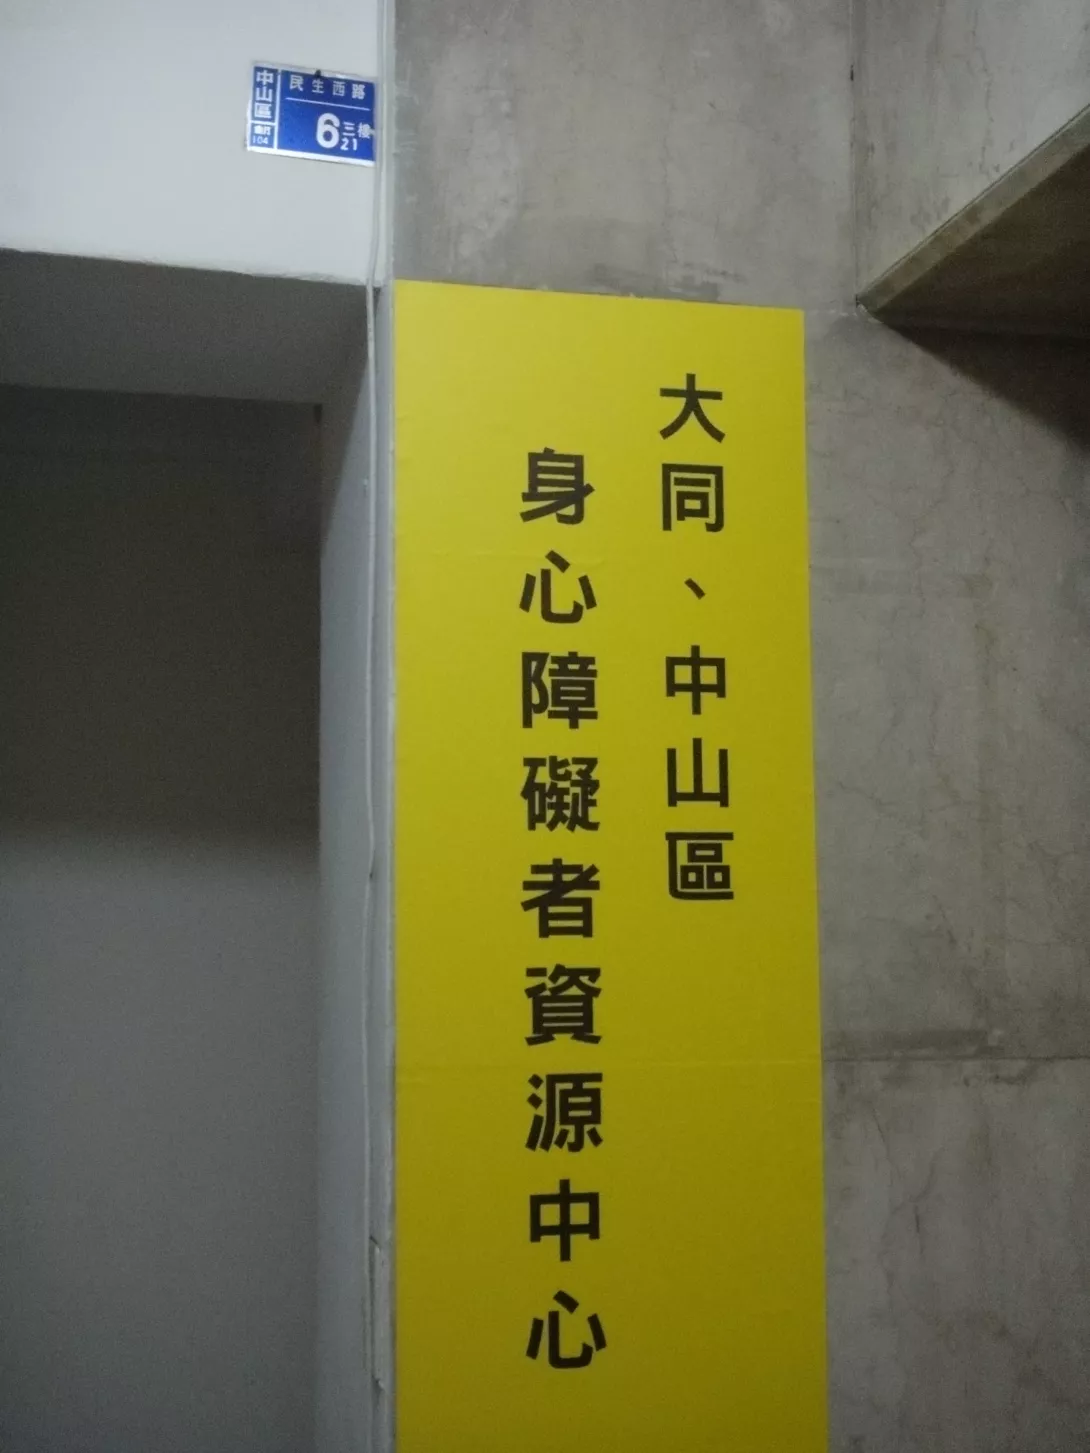 中山區
104
民生西路
6 三樓
21
大同、中山區
身心障礙者資源中心